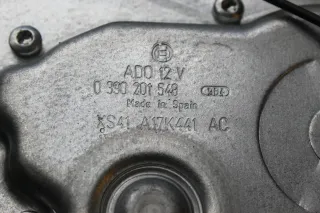 ADO 12 V
0 390 201 548
Made in Spain
XS41 A17K441 AC